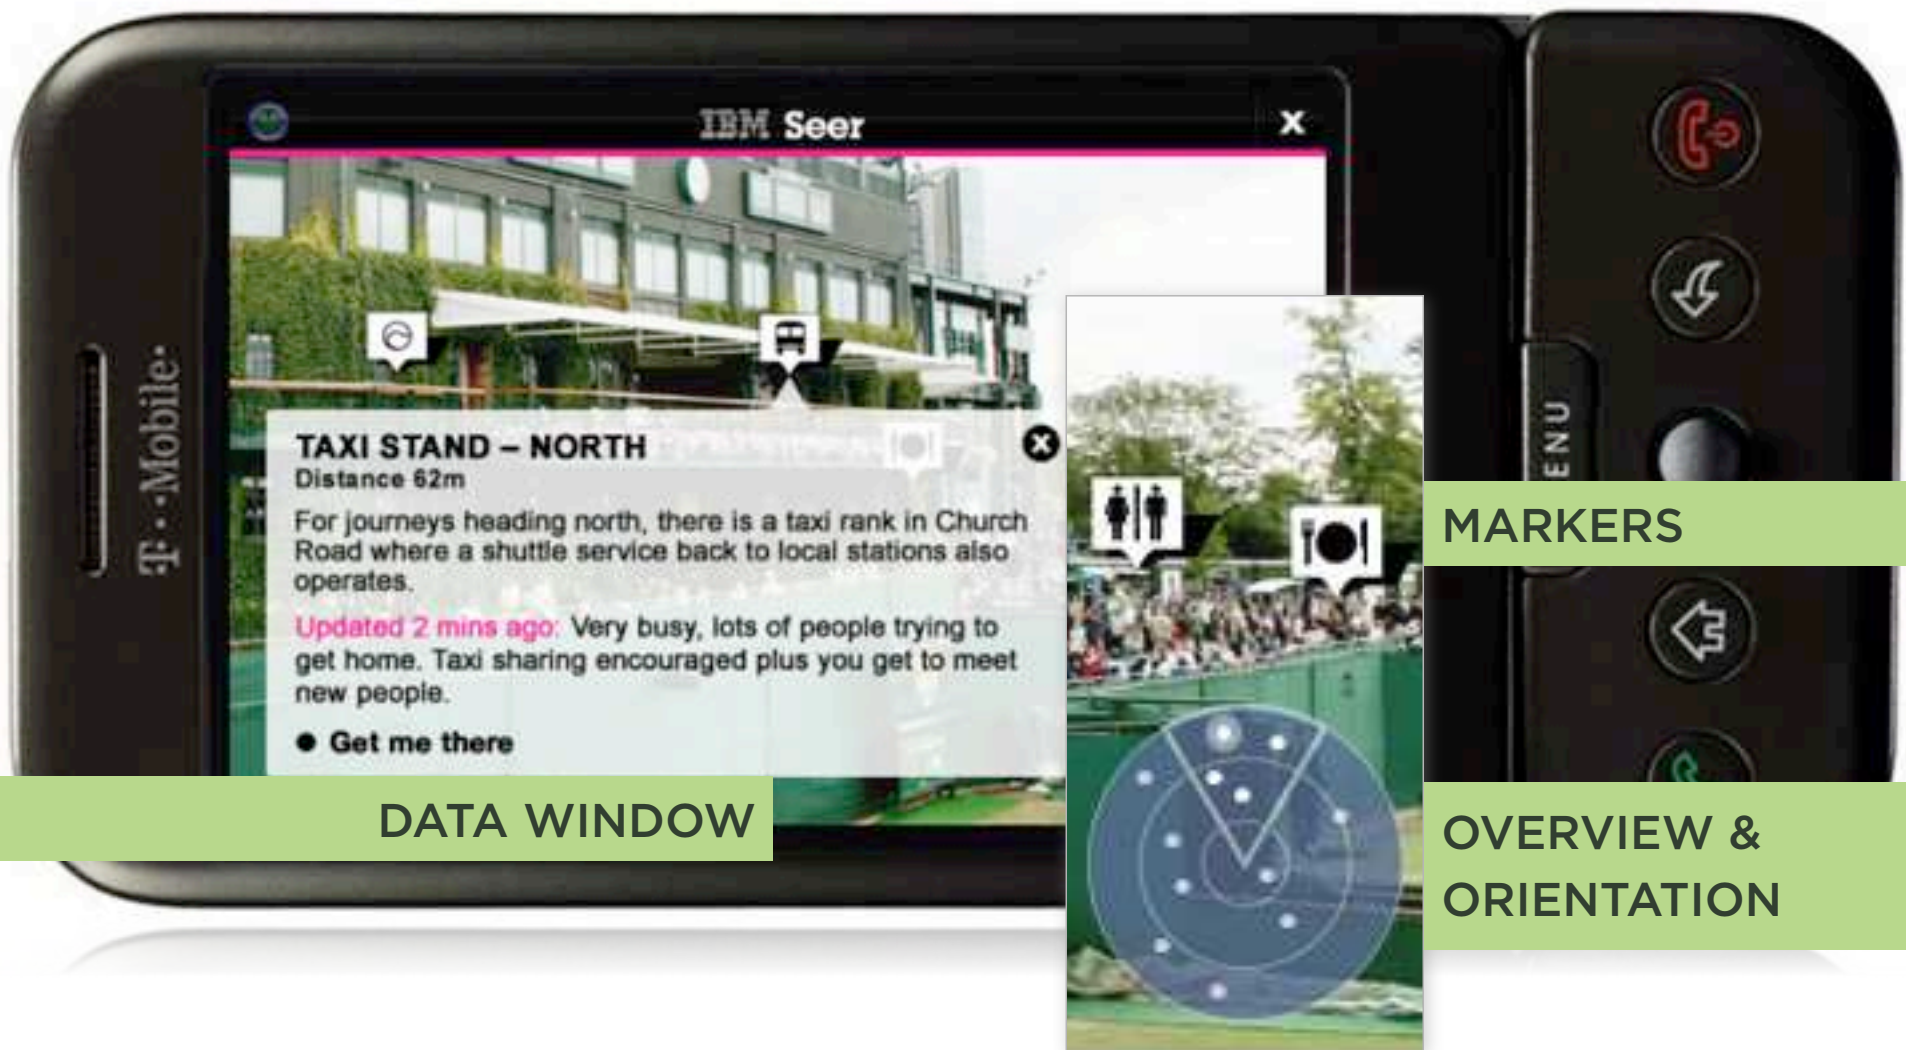 IBM Seer
X
T··Mobile·
TAXI STAND – NORTH
Distance 62m
For journeys heading north, there is a taxi rank in Church
Road where a shuttle service back to local stations also
operates.
Updated 2 mins ago: Very busy, lots of people trying to
get home. Taxi sharing encouraged plus you get to meet
new people.
● Get me there
ENU
MARKERS
DATA WINDOW
OVERVIEW &
ORIENTATION